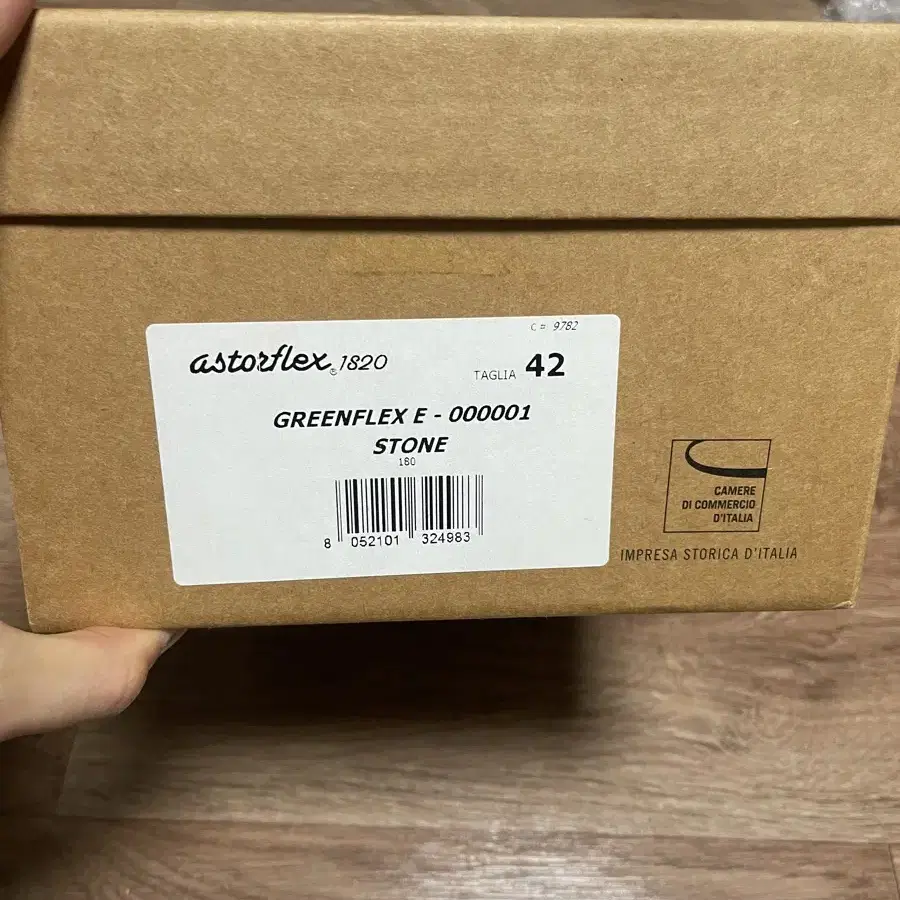 C= 9782
astorflex® 1820
TAGLIA 42
GREENFLEX E - 000001
STONE
180
8 052101 324983
CAMERE
DI COMMERCIO
D'ITALIA
IMPRESA STORICA D'ITALIA